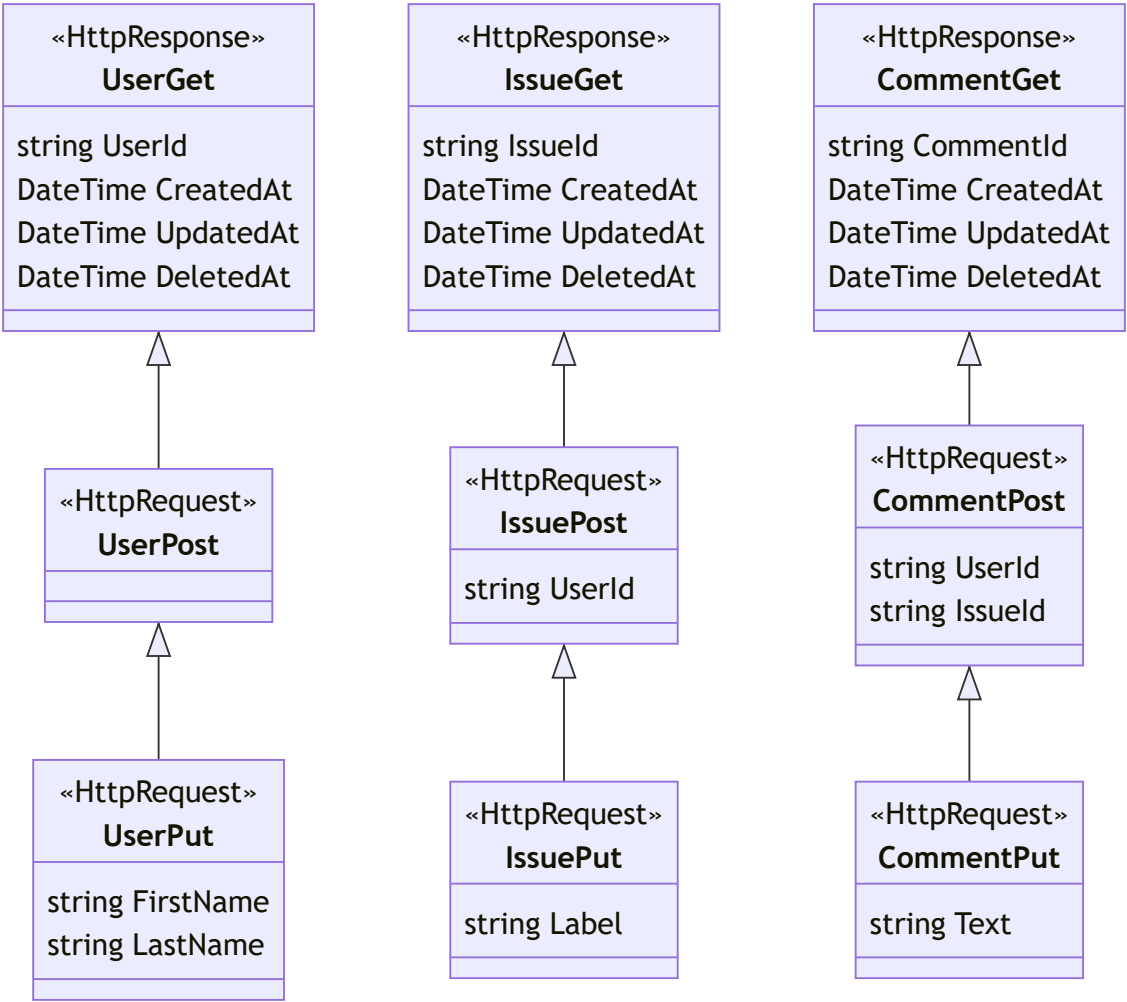 «HttpResponse»
UserGet
string UserId
DateTime CreatedAt
DateTime UpdatedAt
DateTime DeletedAt
«HttpResponse»
IssueGet
string IssueId
DateTime CreatedAt
DateTime UpdatedAt
DateTime DeletedAt
«HttpResponse»
CommentGet
string CommentId
DateTime CreatedAt
DateTime UpdatedAt
DateTime DeletedAt
«HttpRequest»
UserPost
«HttpRequest»
IssuePost
string UserId
«HttpRequest»
CommentPost
string UserId
string IssueId
«HttpRequest»
UserPut
string FirstName
string LastName
«HttpRequest»
IssuePut
string Label
«HttpRequest»
CommentPut
string Text